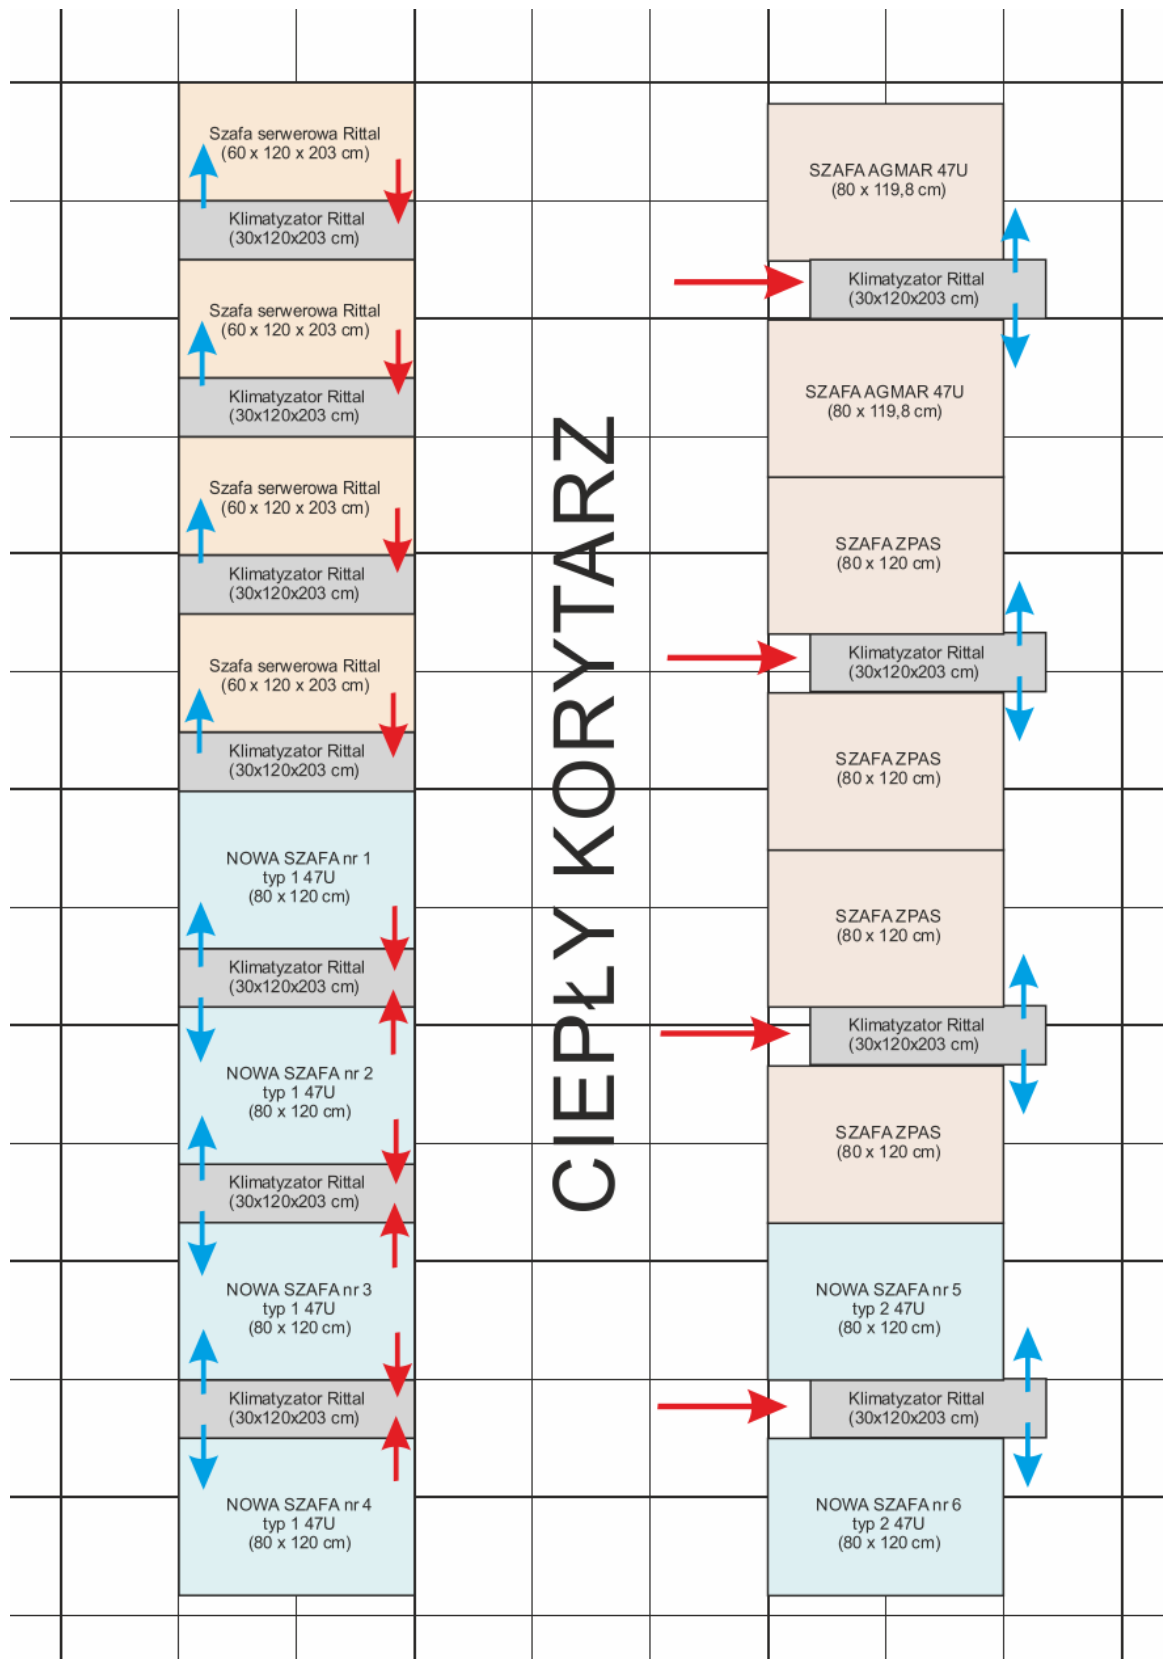 Szafa serwerowa Rittal
(60 x 120 x 203 cm)
Klimatyzator Rittal
(30x120x203 cm)
Szafa serwerowa Rittal
(60 x 120 x 203 cm)
Klimatyzator Rittal
(30x120x203 cm)
Szafa serwerowa Rittal
(60 x 120 x 203 cm)
Klimatyzator Rittal
(30x120x203 cm)
Szafa serwerowa Rittal
(60 x 120 x 203 cm)
Klimatyzator Rittal
(30x120x203 cm)
NOWA SZAFA nr 1
typ 1 47U
(80 x 120 cm)
Klimatyzator Rittal
(30x120x203 cm)
NOWA SZAFA nr 2
typ 1 47U
(80 x 120 cm)
Klimatyzator Rittal
(30x120x203 cm)
NOWA SZAFA nr 3
typ 1 47U
(80 x 120 cm)
Klimatyzator Rittal
(30x120x203 cm)
NOWA SZAFA nr 4
typ 1 47U
(80 x 120 cm)
CIEPŁY KORYTARZ
SZAFA AGMAR 47U
(80 x 119,8 cm)
Klimatyzator Rittal
(30x120x203 cm)
SZAFA AGMAR 47U
(80 x 119,8 cm)
SZAFA ZPAS
(80 x 120 cm)
Klimatyzator Rittal
(30x120x203 cm)
SZAFA ZPAS
(80 x 120 cm)
SZAFA ZPAS
(80 x 120 cm)
Klimatyzator Rittal
(30x120x203 cm)
SZAFA ZPAS
(80 x 120 cm)
NOWA SZAFA nr 5
typ 2 47U
(80 x 120 cm)
Klimatyzator Rittal
(30x120x203 cm)
NOWA SZAFA nr 6
typ 2 47U
(80 x 120 cm)